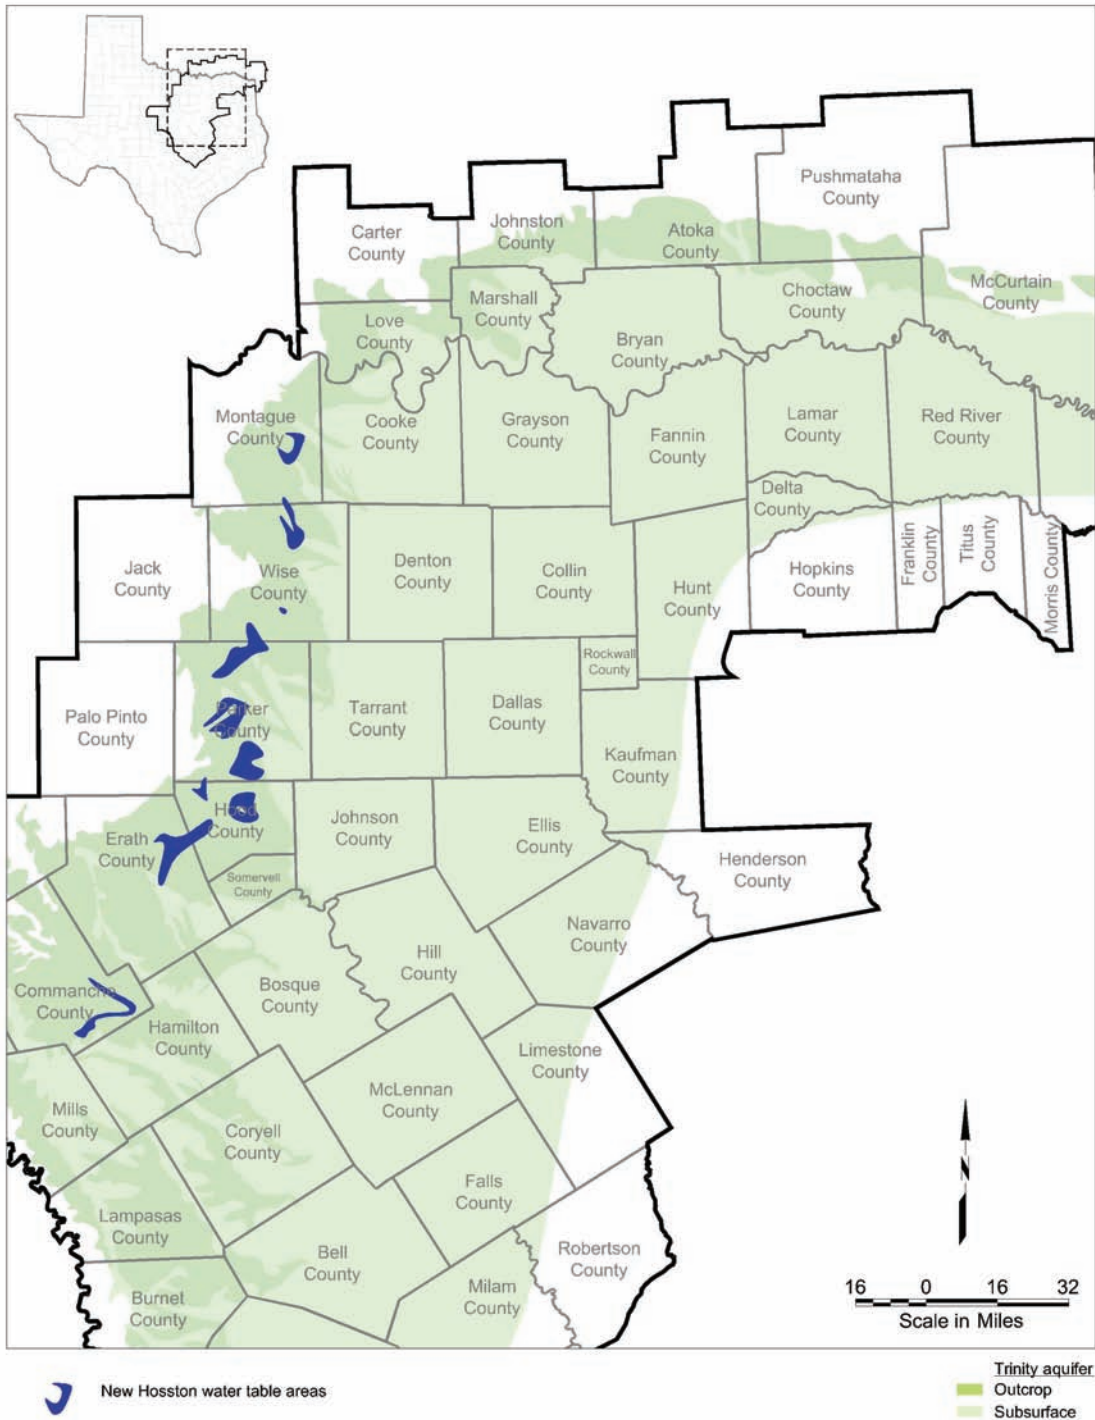 Pushmataha
County
Carter
County
Johnston
County
Atoka
County
McCurtain
County
Choctaw
County
Marshall
County
Love
County
Bryan
County
Montague
County
Cooke
County
Grayson
County
Fannin
County
Lamar
County
Red River
County
Delta
County
Jack
County
Wise
County
Denton
County
Collin
County
Hunt
County
Hopkins
County
Franklin
County
Titus
County
Morris County
Rockwall
County
Palo Pinto
County
Parker
County
Tarrant
County
Dallas
County
Kaufman
County
Erath
County
Hood
County
Johnson
County
Ellis
County
Henderson
County
Somervell
County
Navarro
County
Commanche
County
Hamilton
County
Bosque
County
Hill
County
Limestone
County
Mills
County
Coryell
County
McLennan
County
Falls
County
Lampasas
County
Bell
County
Robertson
County
Burnet
County
Milam
County
N
16 0 16 32
Scale in Miles
New Hosston water table areas
Trinity aquifer
Outcrop
Subsurface